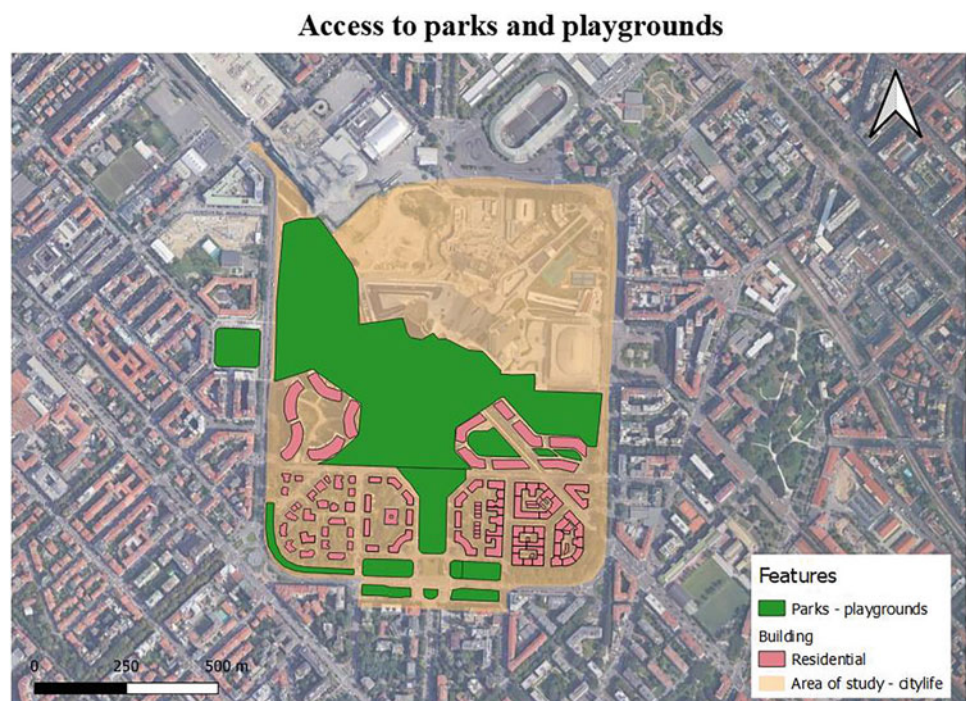 Access to parks and playgrounds
Features
Parks - playgrounds
Building
Residential
Area of study - citylife
0 250 500 m